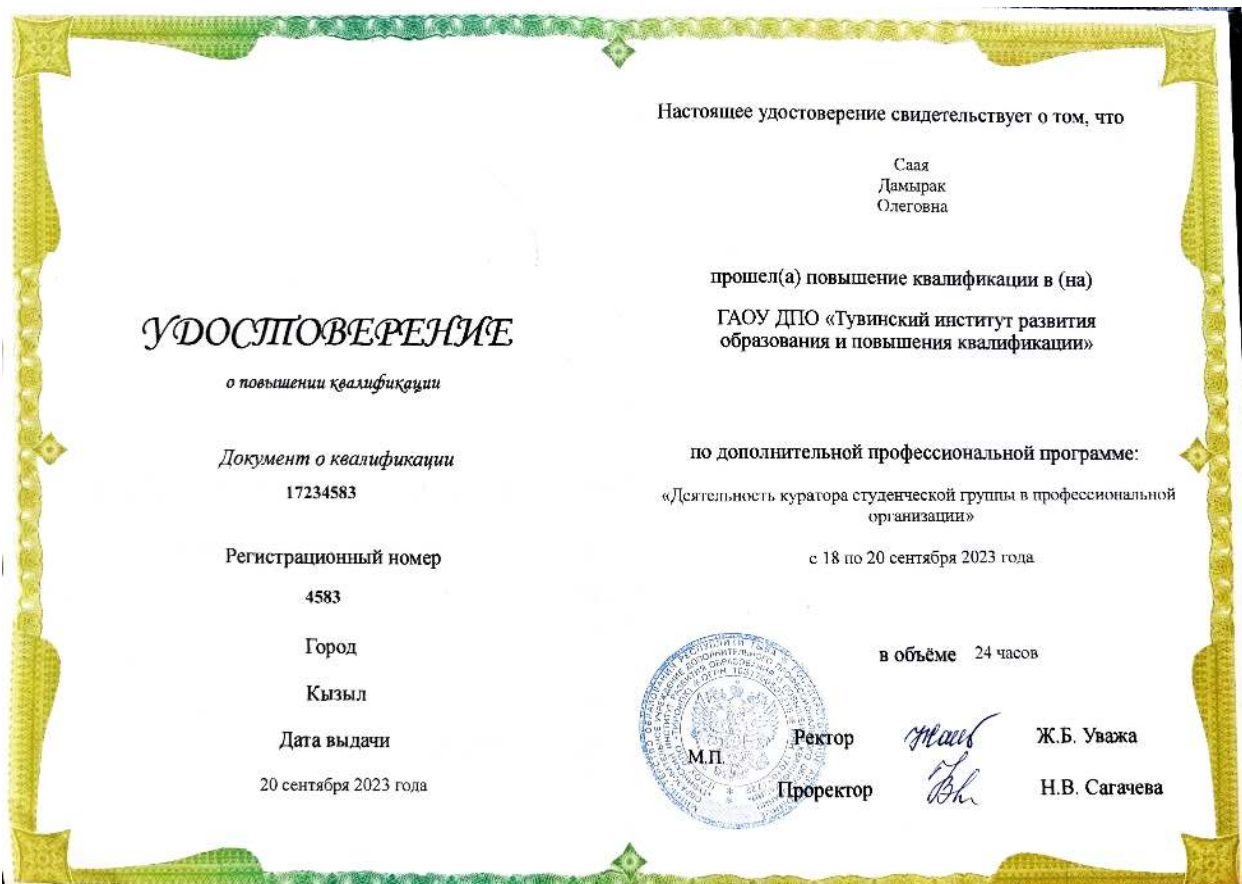 УДОСТОВЕРЕНИЕ
о повышении квалификации
Документ о квалификации
17234583
Регистрационный номер
4583
Город
Кызыл
Дата выдачи
20 сентября 2023 года
Настоящее удостоверение свидетельствует о том, что
Саая
Дамырак
Олеговна
прошел(а) повышение квалификации в (на)
ГАОУ ДПО «Тувинский институт развития
образования и повышения квалификации»
по дополнительной профессиональной программе:
«Деятельность куратора студенческой группы в профессиональной
организации»
с 18 по 20 сентября 2023 года
в объёме 24 часов
М.П.
Ректор Ж.Б. Уважа
Проректор Н.В. Сагачева